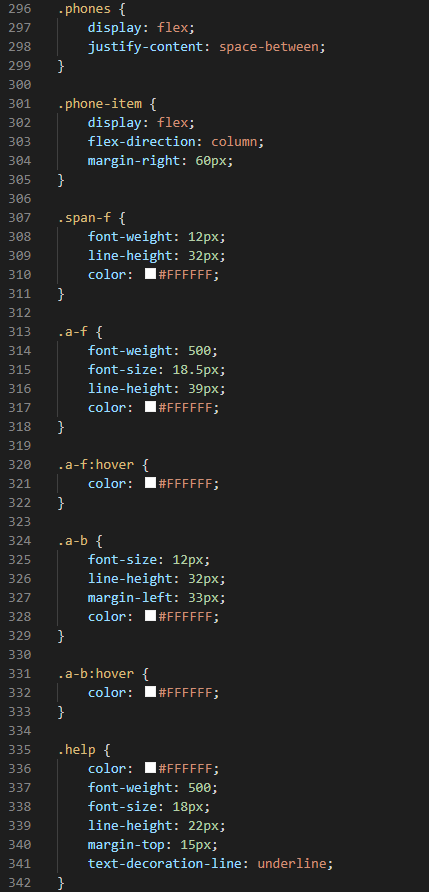 296 .phones {
297     display: flex;
298     justify-content: space-between;
299 }
300
301 .phone-item {
302     display: flex;
303     flex-direction: column;
304     margin-right: 60px;
305 }
306
307 .span-f {
308     font-weight: 12px;
309     line-height: 32px;
310     color: #FFFFFF;
311 }
312
313 .a-f {
314     font-weight: 500;
315     font-size: 18.5px;
316     line-height: 39px;
317     color: #FFFFFF;
318 }
319
320 .a-f:hover {
321     color: #FFFFFF;
322 }
323
324 .a-b {
325     font-size: 12px;
326     line-height: 32px;
327     margin-left: 33px;
328     color: #FFFFFF;
329 }
330
331 .a-b:hover {
332     color: #FFFFFF;
333 }
334
335 .help {
336     color: #FFFFFF;
337     font-weight: 500;
338     font-size: 18px;
339     line-height: 22px;
340     margin-top: 15px;
341     text-decoration-line: underline;
342 }